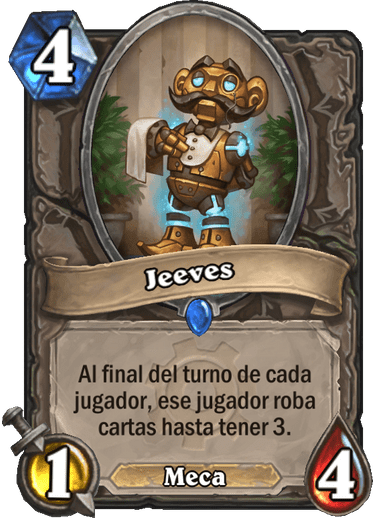 4
Jeeves
Al final del turno de cada
jugador, ese jugador roba
cartas hasta tener 3.
1
Meca
4